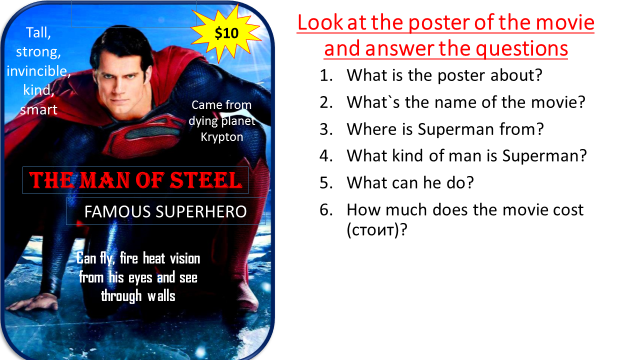 Tall,
strong,
invincible,
kind,
smart
$10
Came from
dying planet
Krypton
THE MAN OF STEEL
FAMOUS SUPERHERO
Can fly, fire heat vision
from his eyes and see
through walls
Look at the poster of the movie
and answer the questions
1. What is the poster about?
2. What`s the name of the movie?
3. Where is Superman from?
4. What kind of man is Superman?
5. What can he do?
6. How much does the movie cost
(стоит)?